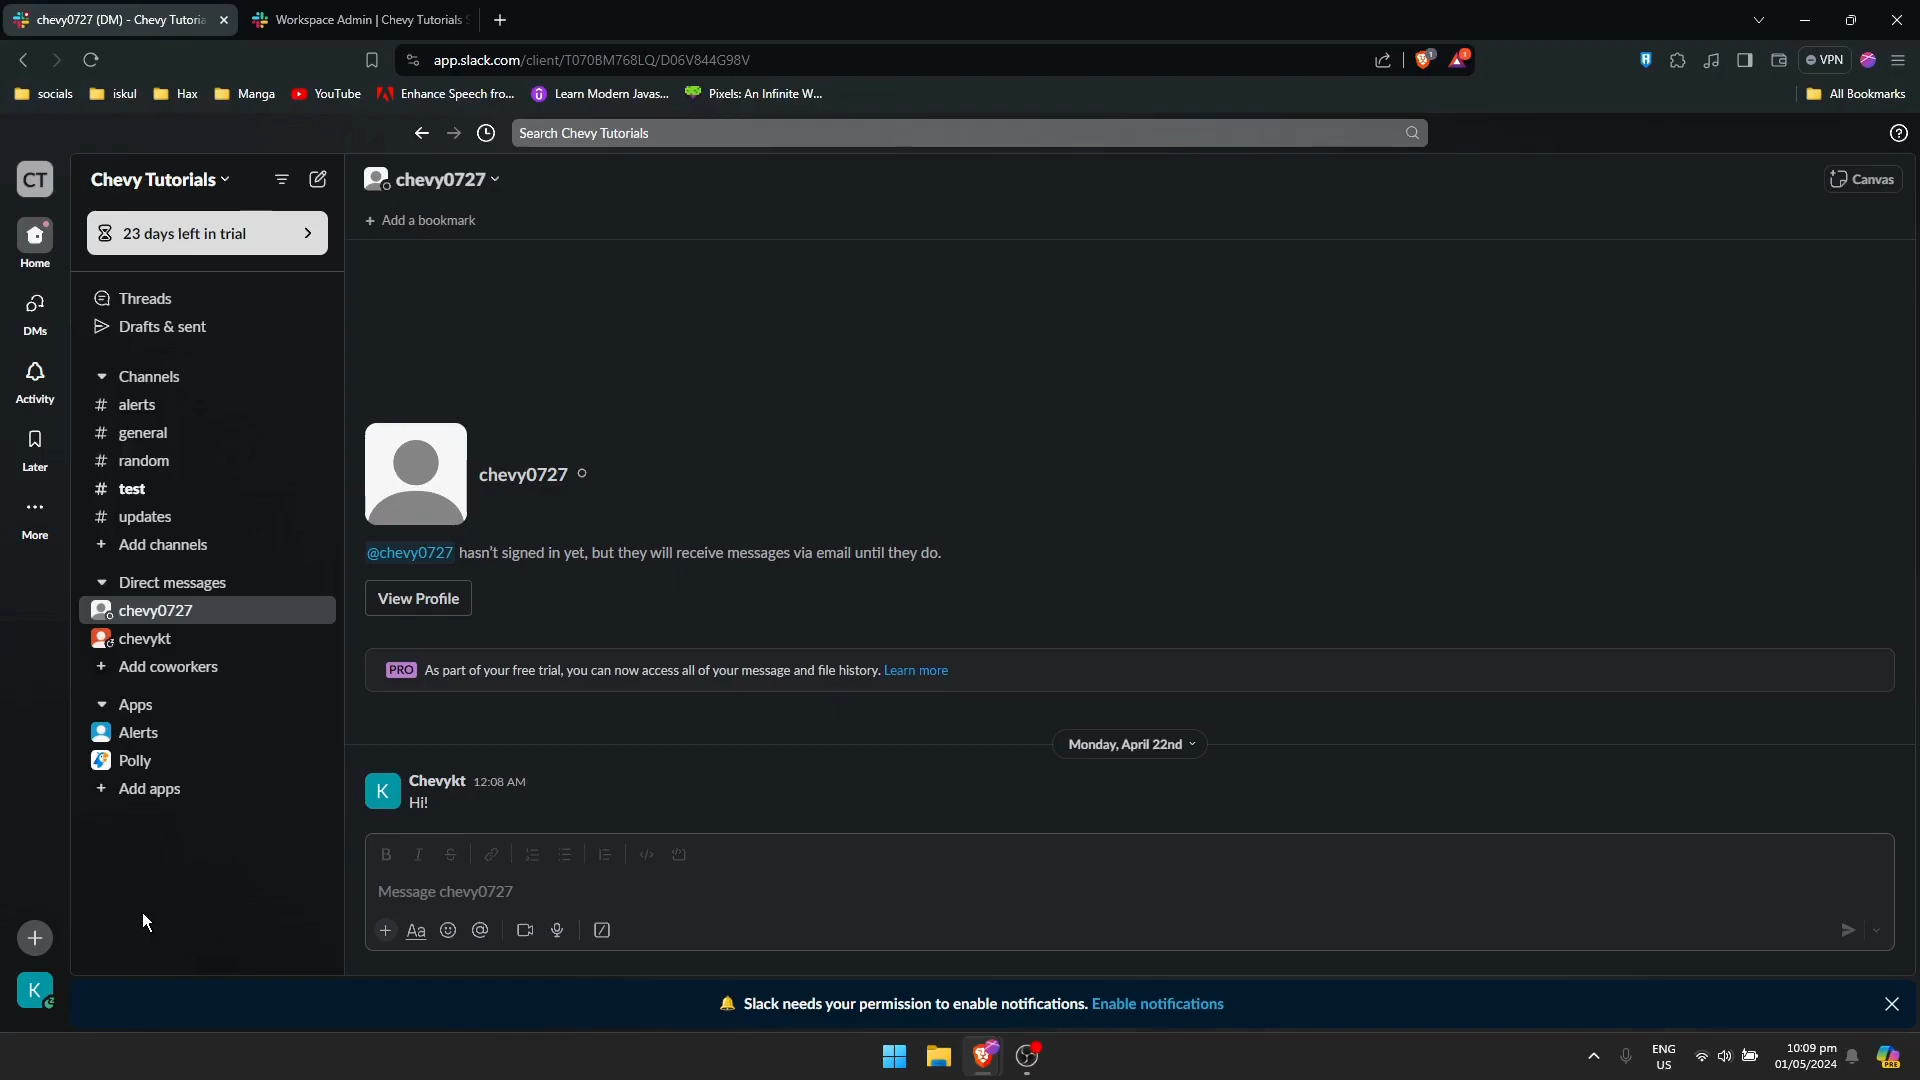 chevy0727 (DM) - Chevy Tutoria
Workspace Admin | Chevy Tutorials S
app.slack.com/client/T070BM768LQ/D06V844G98V
1
1
VPN
socials
iskul
Hax
Manga
YouTube
Enhance Speech fro...
Learn Modern Javas...
Pixels: An Infinite W...
All Bookmarks
Search Chevy Tutorials
CT
Chevy Tutorials
chevy0727
Canvas
+ Add a bookmark
23 days left in trial
Home
DMs
Activity
Later
More
Threads
Drafts & sent
Channels
# alerts
# general
# random
# test
# updates
+ Add channels
Direct messages
chevy0727
chevykt
+ Add coworkers
Apps
Alerts
Polly
+ Add apps
K
chevy0727
@chevy0727 hasn't signed in yet, but they will receive messages via email until they do.
View Profile
PRO As part of your free trial, you can now access all of your message and file history. Learn more
Monday, April 22nd
K
Chevykt 12:08 AM
Hi!
B I S
Message chevy0727
+ Aa @
Slack needs your permission to enable notifications. Enable notifications
ENG
US
10:09 pm
01/05/2024
PRE